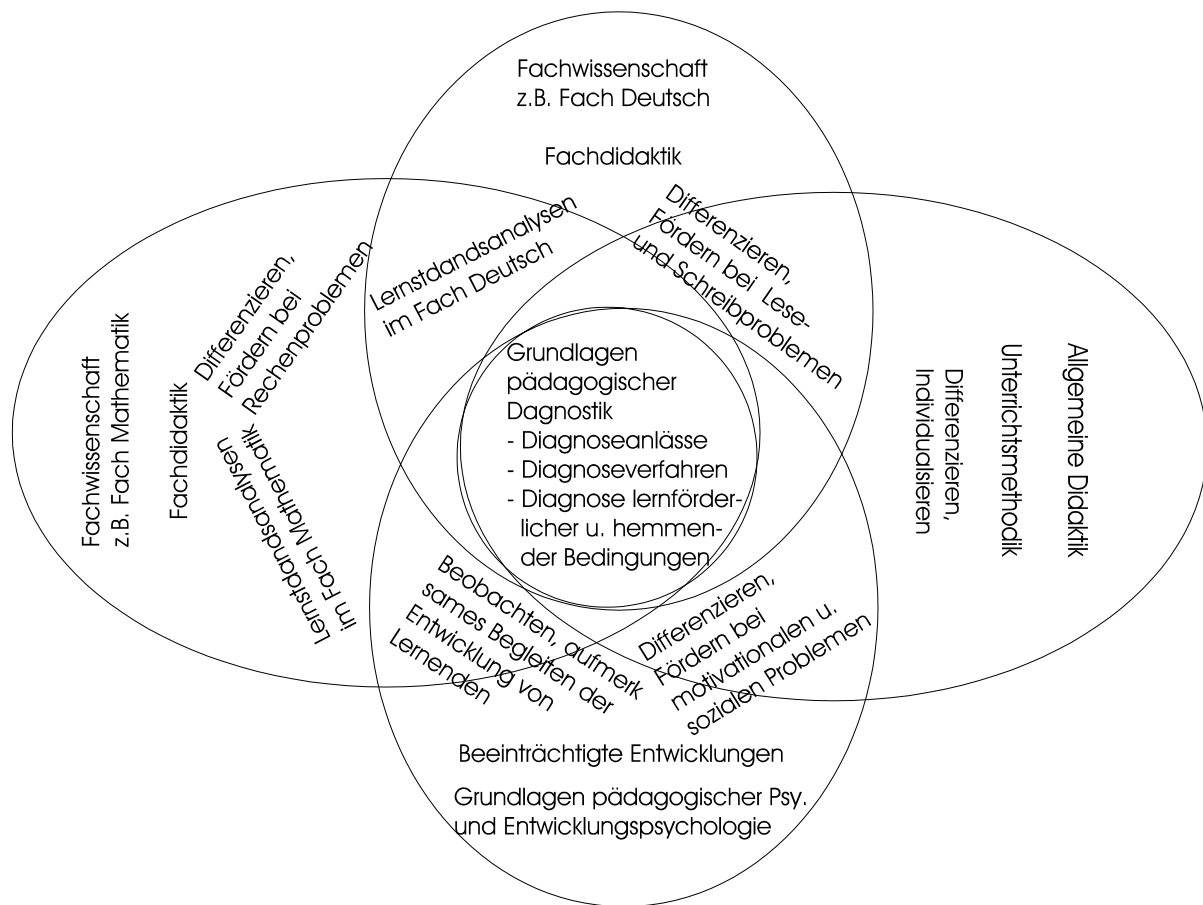 Fachwissenschaft
z.B. Fach Deutsch
Fachdidaktik
Lernstdandsanalysen
im Fach Deutsch
Differenzieren,
Fördern bei Lese-
und Schreibproblemen
Fachwissenschaft
z.B. Fach Mathematik
Fachdidaktik
Differenzieren,
Fördern bei
Rechenproblemen
Lernstdandsanalysen
im Fach Mathematik
Grundlagen
pädagogischer
Dagnostik
- Diagnoseanlässe
- Diagnoseverfahren
- Diagnose lernförder-
licher u. hemmen-
der Bedingungen
Allgemeine Didaktik
Unterrichtsmethodik
Differenzieren,
Individualsieren
Beobachten, aufmerk
sames Begleiten der
Entwicklung von
Lernenden
Differenzieren,
Fördern bei
motivationalen u.
sozialen Problemen
Beeinträchtigte Entwicklungen
Grundlagen pädagogischer Psy.
und Entwicklungspsychologie